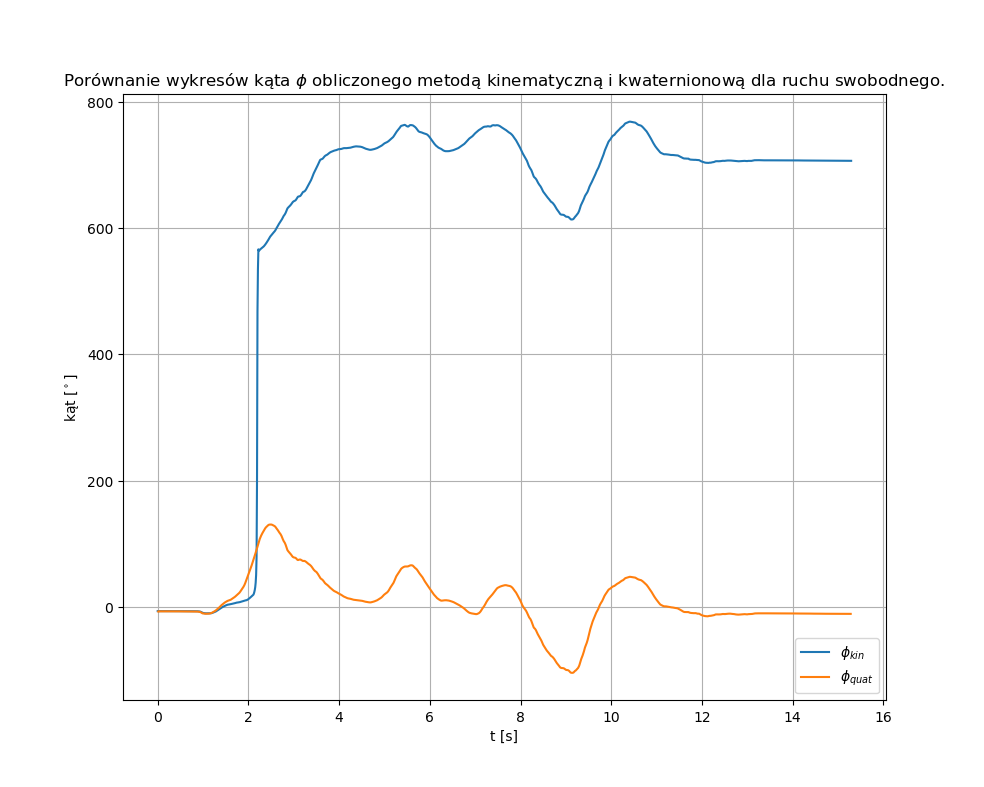 Porównanie wykresów kąta ϕ obliczonego metodą kinematyczną i kwaternionową dla ruchu swobodnego.
800
600
400
200
0
kąt [°]
0 2 4 6 8 10 12 14 16
t [s]
ϕkin
ϕquat